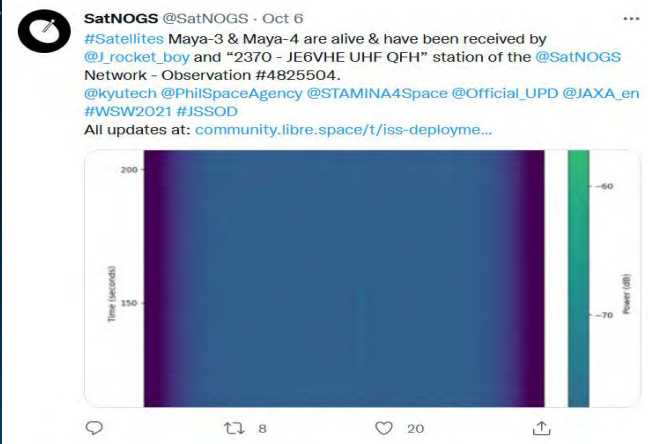 SatNOGS @SatNOGS · Oct 6
#Satellites Maya-3 & Maya-4 are alive & have been received by
@J_rocket_boy and “2370 - JE6VHE UHF QFH” station of the @SatNOGS
Network - Observation #4825504.
@kyutech @PhilSpaceAgency @STAMINA4Space @Official_UPD @JAXA_en
#WSW2021 #JSSOD
All updates at: community.libre.space/t/iss-deployme...
200
150
Time (seconds)
-60
-70
Power (dB)
8
20